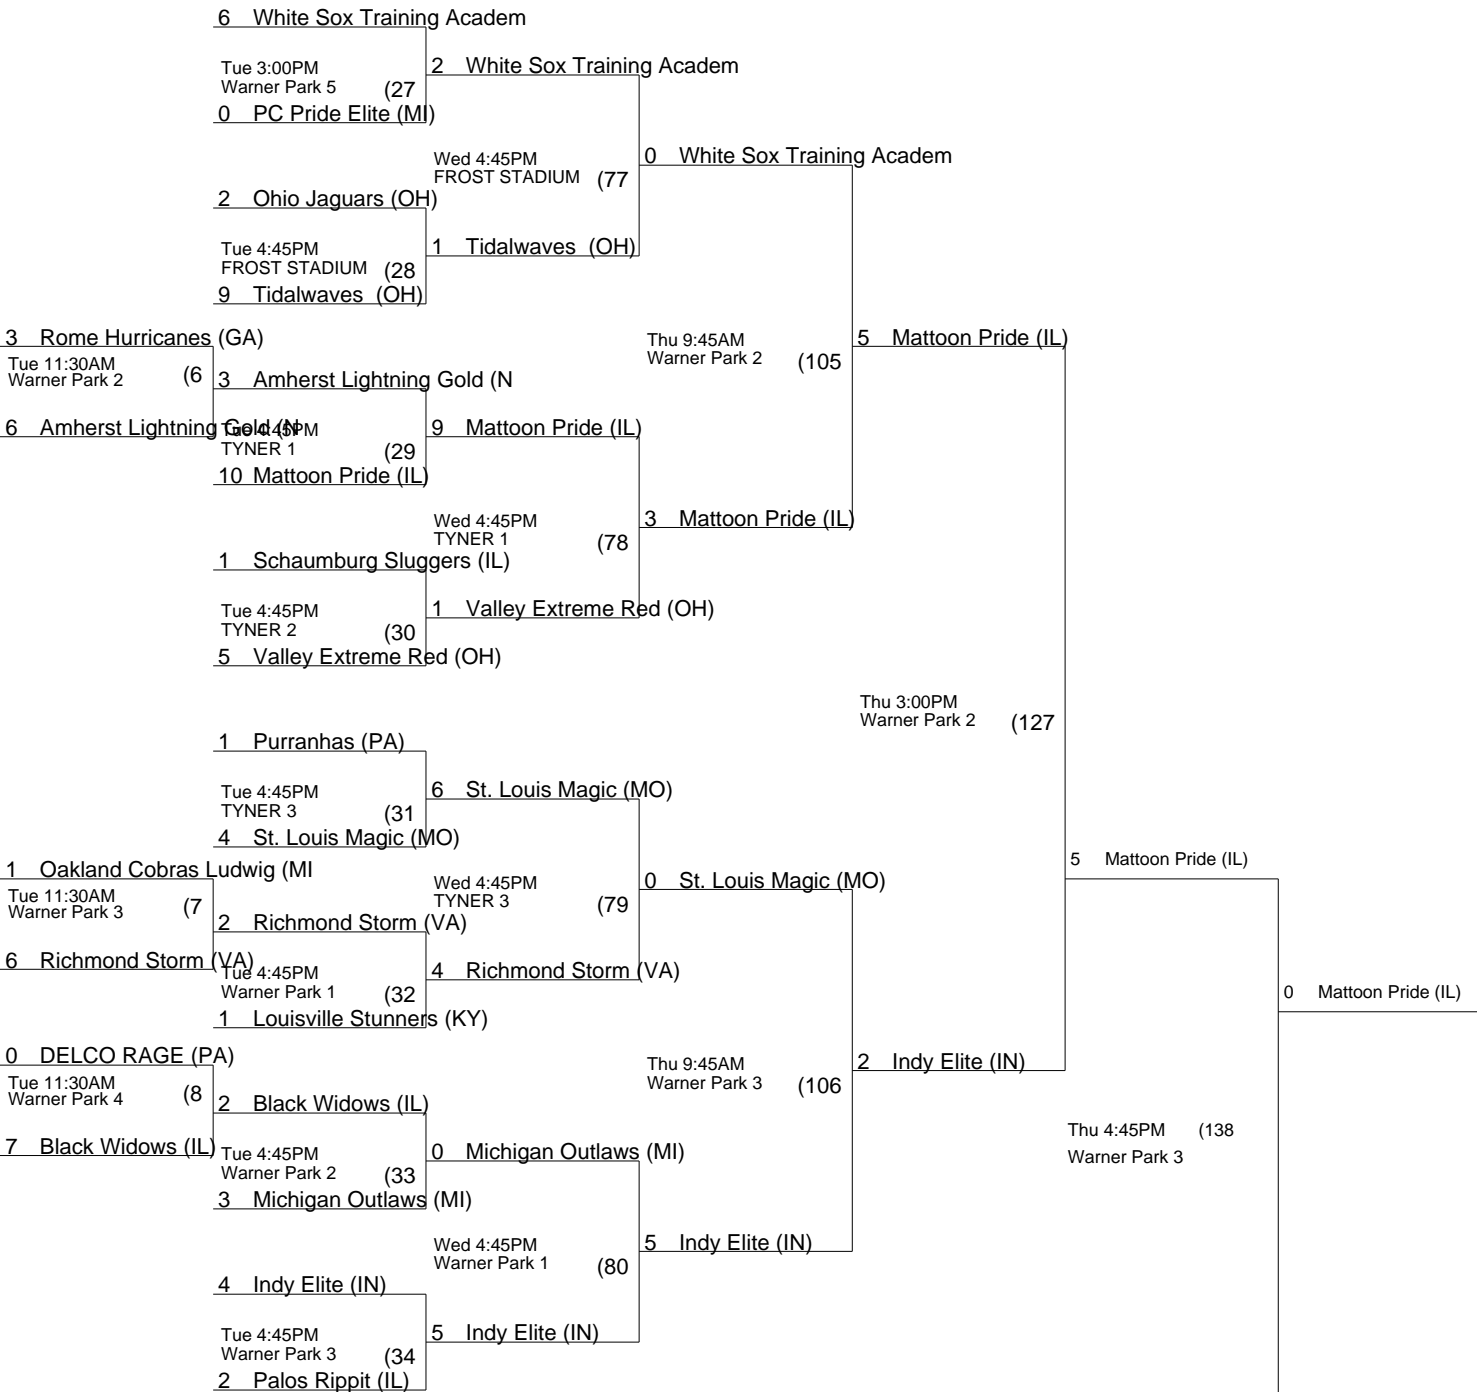 6 White Sox Training Academ
Tue 3:00PM
Warner Park 5 (27
0 PC Pride Elite (MI)
2 White Sox Training Academ
Wed 4:45PM
FROST STADIUM (77
0 White Sox Training Academ
2 Ohio Jaguars (OH)
Tue 4:45PM
FROST STADIUM (28
9 Tidalwaves (OH)
1 Tidalwaves (OH)
3 Rome Hurricanes (GA)
Tue 11:30AM
Warner Park 2 (6
6 Amherst Lightning Gold (N
3 Amherst Lightning Gold (N
Tue 4:45PM
TYNER 1 (29
10 Mattoon Pride (IL)
9 Mattoon Pride (IL)
Thu 9:45AM
Warner Park 2 (105
5 Mattoon Pride (IL)
Wed 4:45PM
TYNER 1 (78
3 Mattoon Pride (IL)
1 Schaumburg Sluggers (IL)
Tue 4:45PM
TYNER 2 (30
5 Valley Extreme Red (OH)
1 Valley Extreme Red (OH)
Thu 3:00PM
Warner Park 2 (127
1 Purranhas (PA)
Tue 4:45PM
TYNER 3 (31
4 St. Louis Magic (MO)
6 St. Louis Magic (MO)
1 Oakland Cobras Ludwig (MI
Tue 11:30AM
Warner Park 3 (7
6 Richmond Storm (VA)
2 Richmond Storm (VA)
Tue 4:45PM
Warner Park 1 (32
1 Louisville Stunners (KY)
Wed 4:45PM
TYNER 3 (79
0 St. Louis Magic (MO)
4 Richmond Storm (VA)
5 Mattoon Pride (IL)
0 Mattoon Pride (IL)
0 DELCO RAGE (PA)
Tue 11:30AM
Warner Park 4 (8
7 Black Widows (IL)
2 Black Widows (IL)
Tue 4:45PM
Warner Park 2 (33
3 Michigan Outlaws (MI)
0 Michigan Outlaws (MI)
Thu 9:45AM
Warner Park 3 (106
2 Indy Elite (IN)
Thu 4:45PM (138
Warner Park 3
Wed 4:45PM
Warner Park 1 (80
5 Indy Elite (IN)
4 Indy Elite (IN)
Tue 4:45PM
Warner Park 3 (34
2 Palos Rippit (IL)
5 Indy Elite (IN)